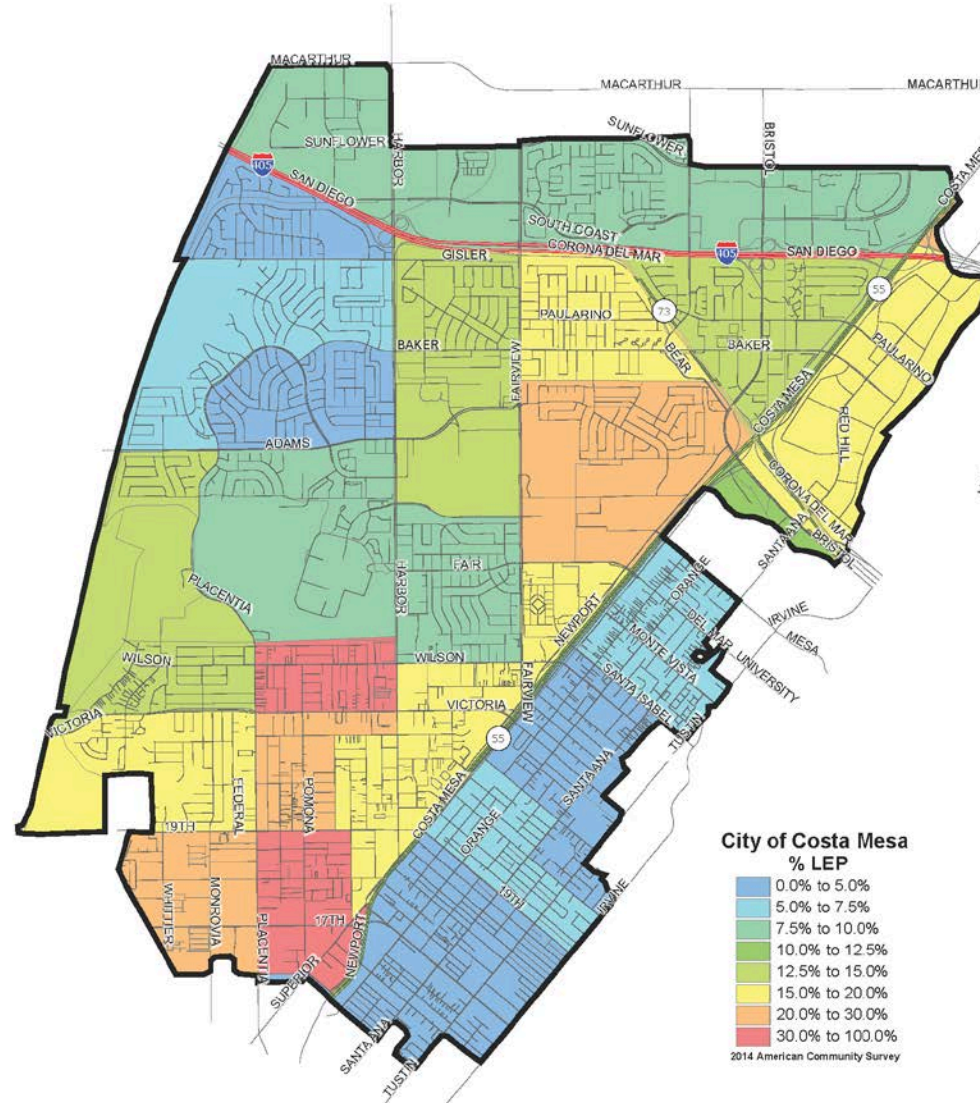 MACARTHUR
MACARTHUR
MACARTHUR
SUNFLOWER
HARBOR
SUNFLOWER
BRISTOL
COSTA MESA
405
SAN DIEGO
SOUTH COAST
GISLER
CORONA DEL MAR
405
SAN DIEGO
55
73
PAULARINO
BAKER
FAIRVIEW
BEAR
BAKER
PAULARINO
COSTA MESA
RED HILL
ADAMS
CORONA DEL MAR
BRISTOL
SANTA ANA
PLACENTIA
HARBOR
FAIR
ORANGE
IRVINE
MESA
NEWPORT
DEL MAR
UNIVERSITY
MONTE VISTA
WILSON
WILSON
FAIRVIEW
SANTA ISABEL
VICTORIA
VICTORIA
TUSTIN
55
SANTA ANA
COSTA MESA
FEDERAL
POMONA
ORANGE
19TH
19TH
IRVINE
WHITTIER
MONROVIA
PLACENTIA
17TH
NEWPORT
SUPERIOR
SANTA ANA
TUSTIN
City of Costa Mesa
% LEP
0.0% to 5.0%
5.0% to 7.5%
7.5% to 10.0%
10.0% to 12.5%
12.5% to 15.0%
15.0% to 20.0%
20.0% to 30.0%
30.0% to 100.0%
2014 American Community Survey